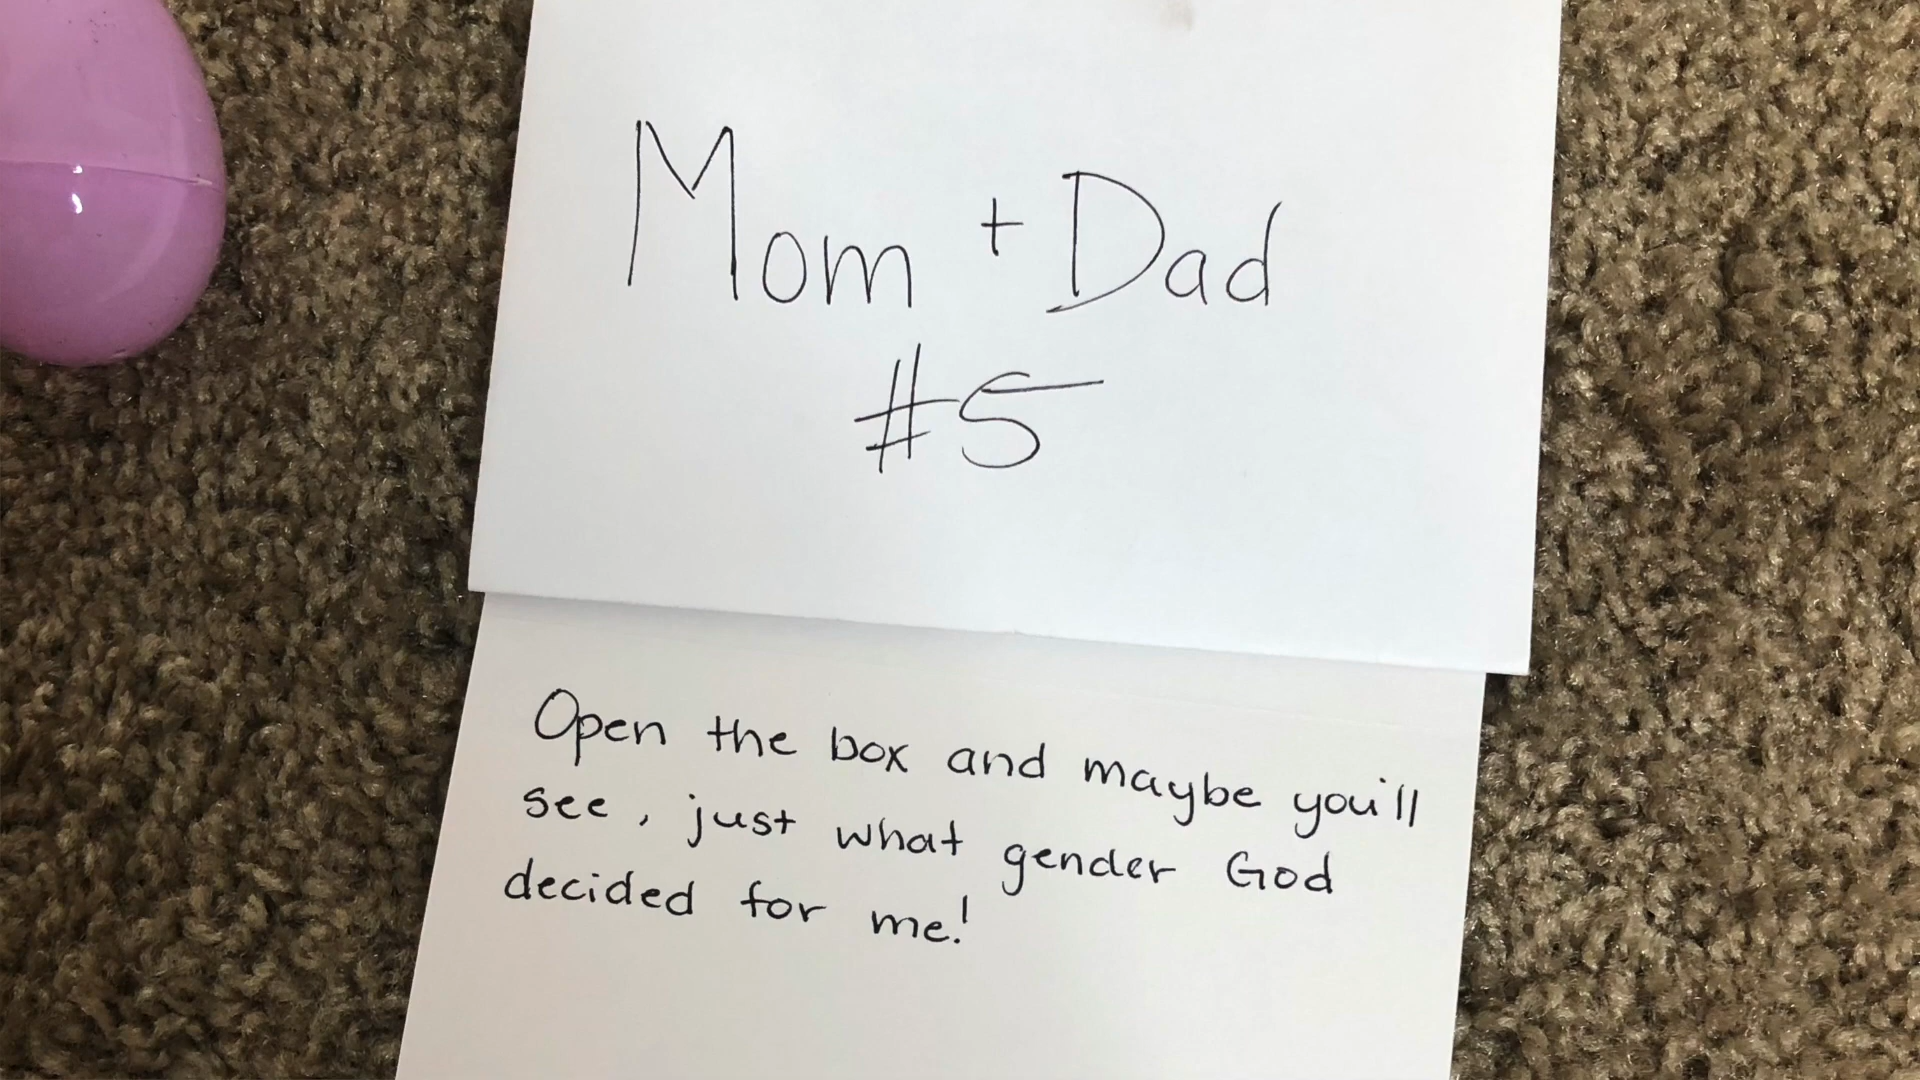 Mom + Dad
#5
Open the box and maybe you'll
see, just what gender God
decided for me!